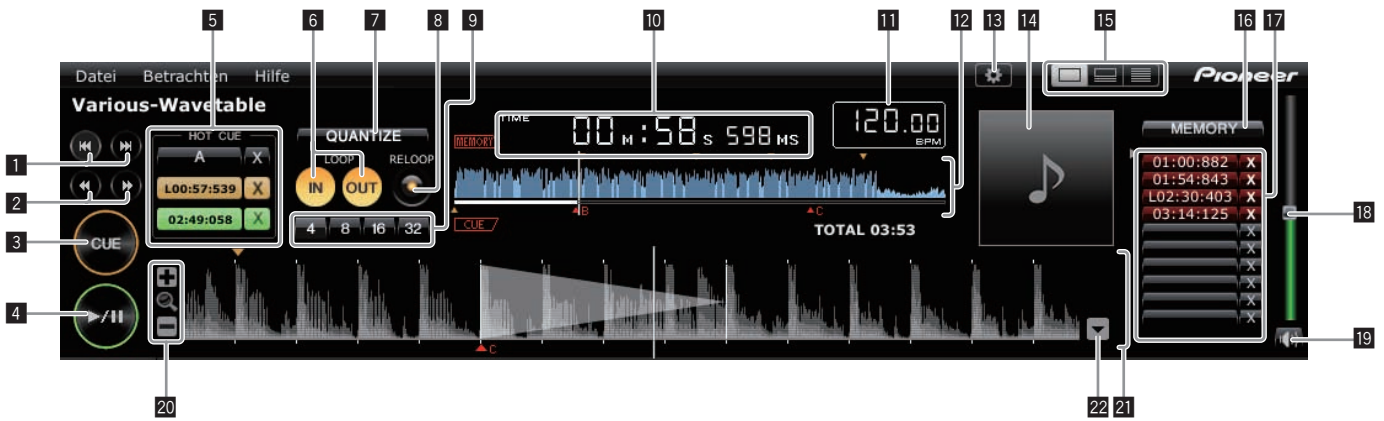 5 6 7 8 9 10 11 12 13 14 15 16 17
Datei Betrachten Hilfe
Pioneer
Various-Wavetable
HOT CUE
A X
L00:57:539 X
02:49:058 X
QUANTIZE
LOOP RELOOP
IN OUT
4 8 16 32
MEMORY
TIME
00 M : 58 S 598 MS
120.00
BPM
B C
CUE
TOTAL 03:53
MEMORY
01:00:882 X
01:54:843 X
L02:30:403 X
03:14:125 X
X
X
X
X
X
X
1
2
3 CUE
4
C
18
19
20 22 21